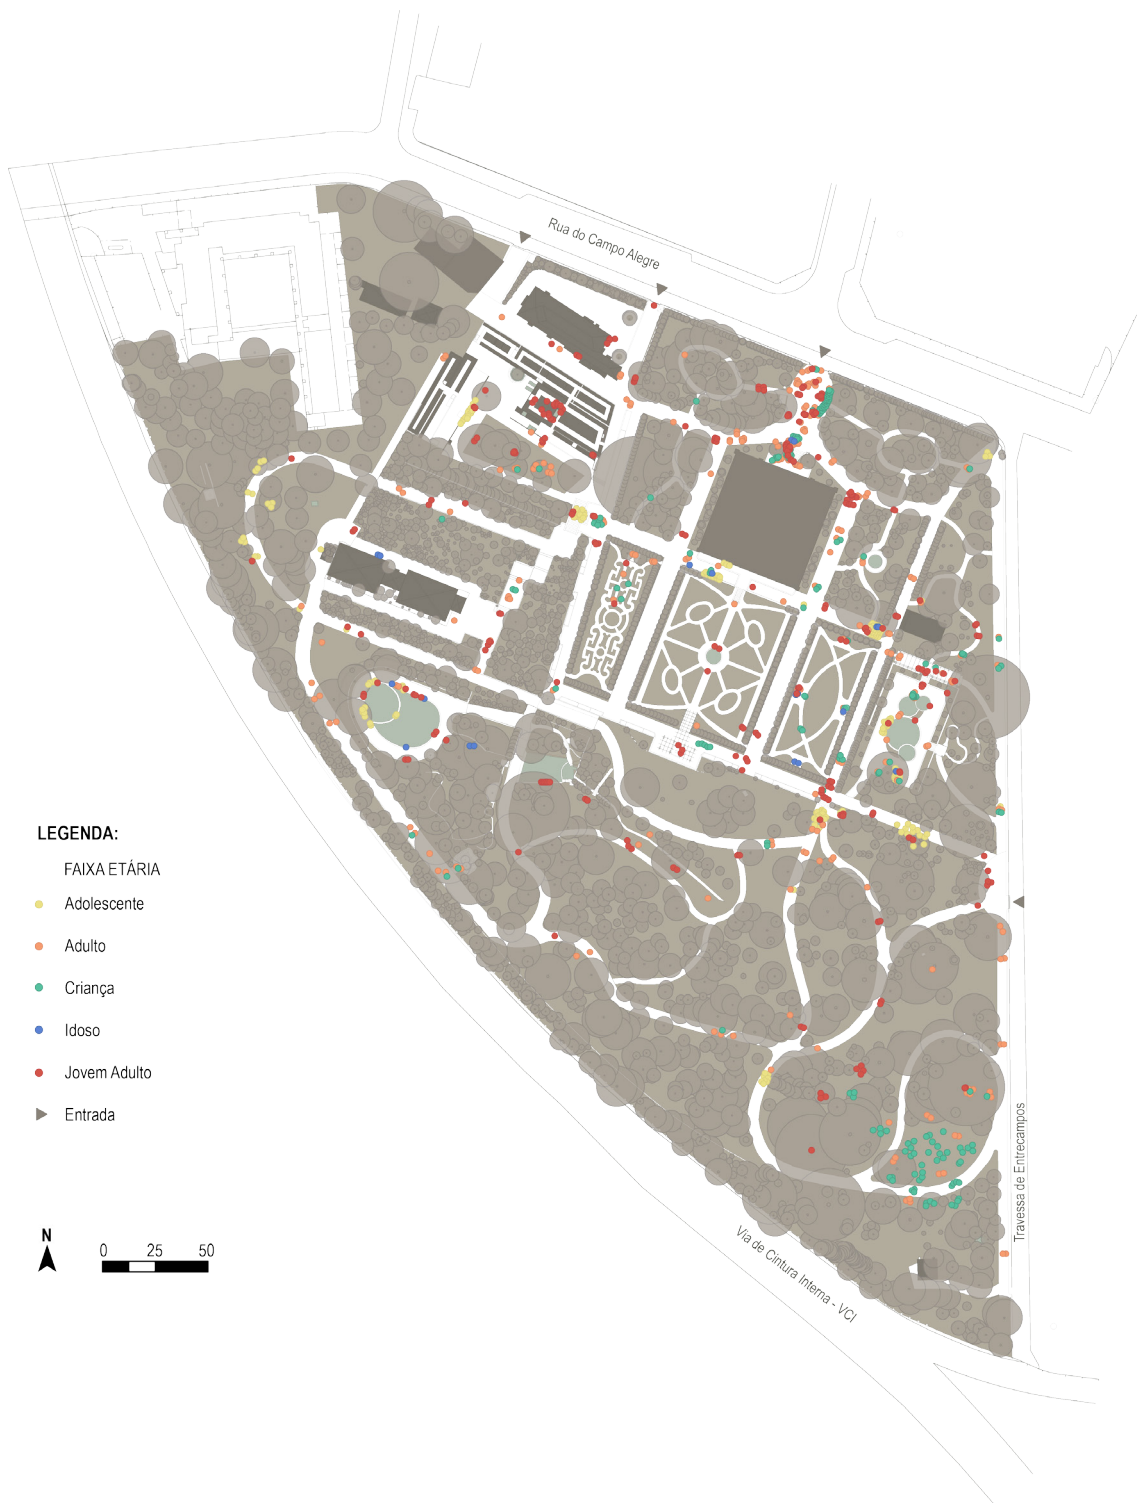 Rua do Campo Alegre
LEGENDA:
FAIXA ETÁRIA
Adolescente
Adulto
Criança
Idoso
Jovem Adulto
Entrada
Travessa de Entrecampos
N
0 25 50
Via de Cintura Interna - VCI